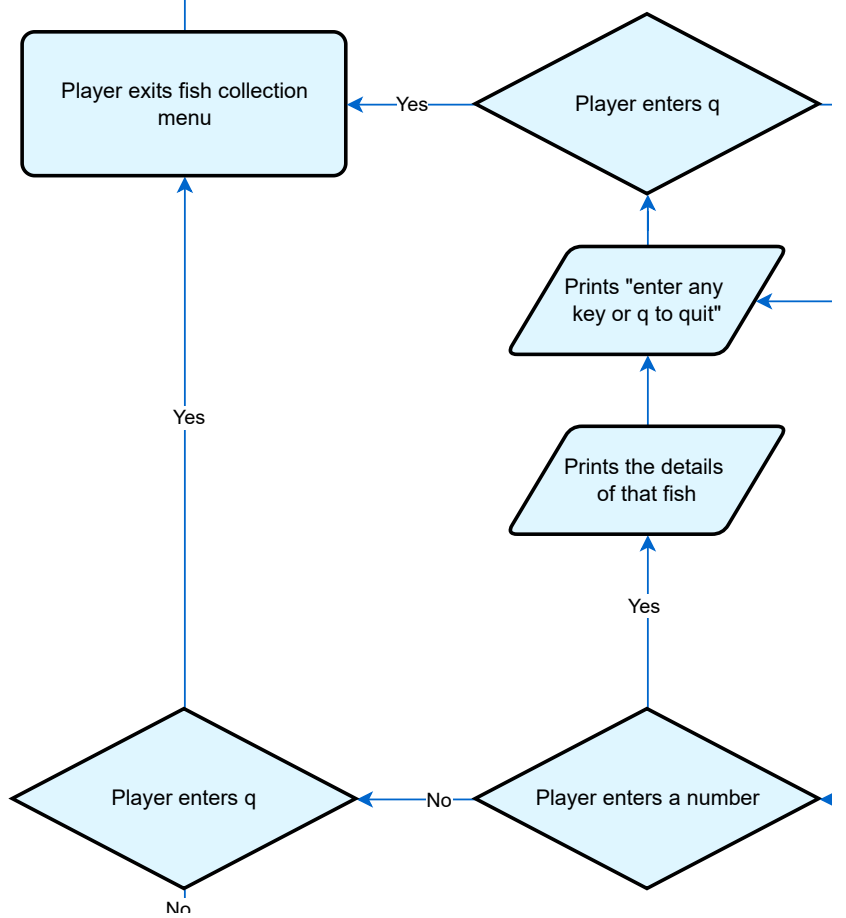 Player exits fish collection
menu
Yes
Player enters q
Prints "enter any
key or q to quit"
Yes
Prints the details
of that fish
Yes
Player enters q
No
Player enters a number
No